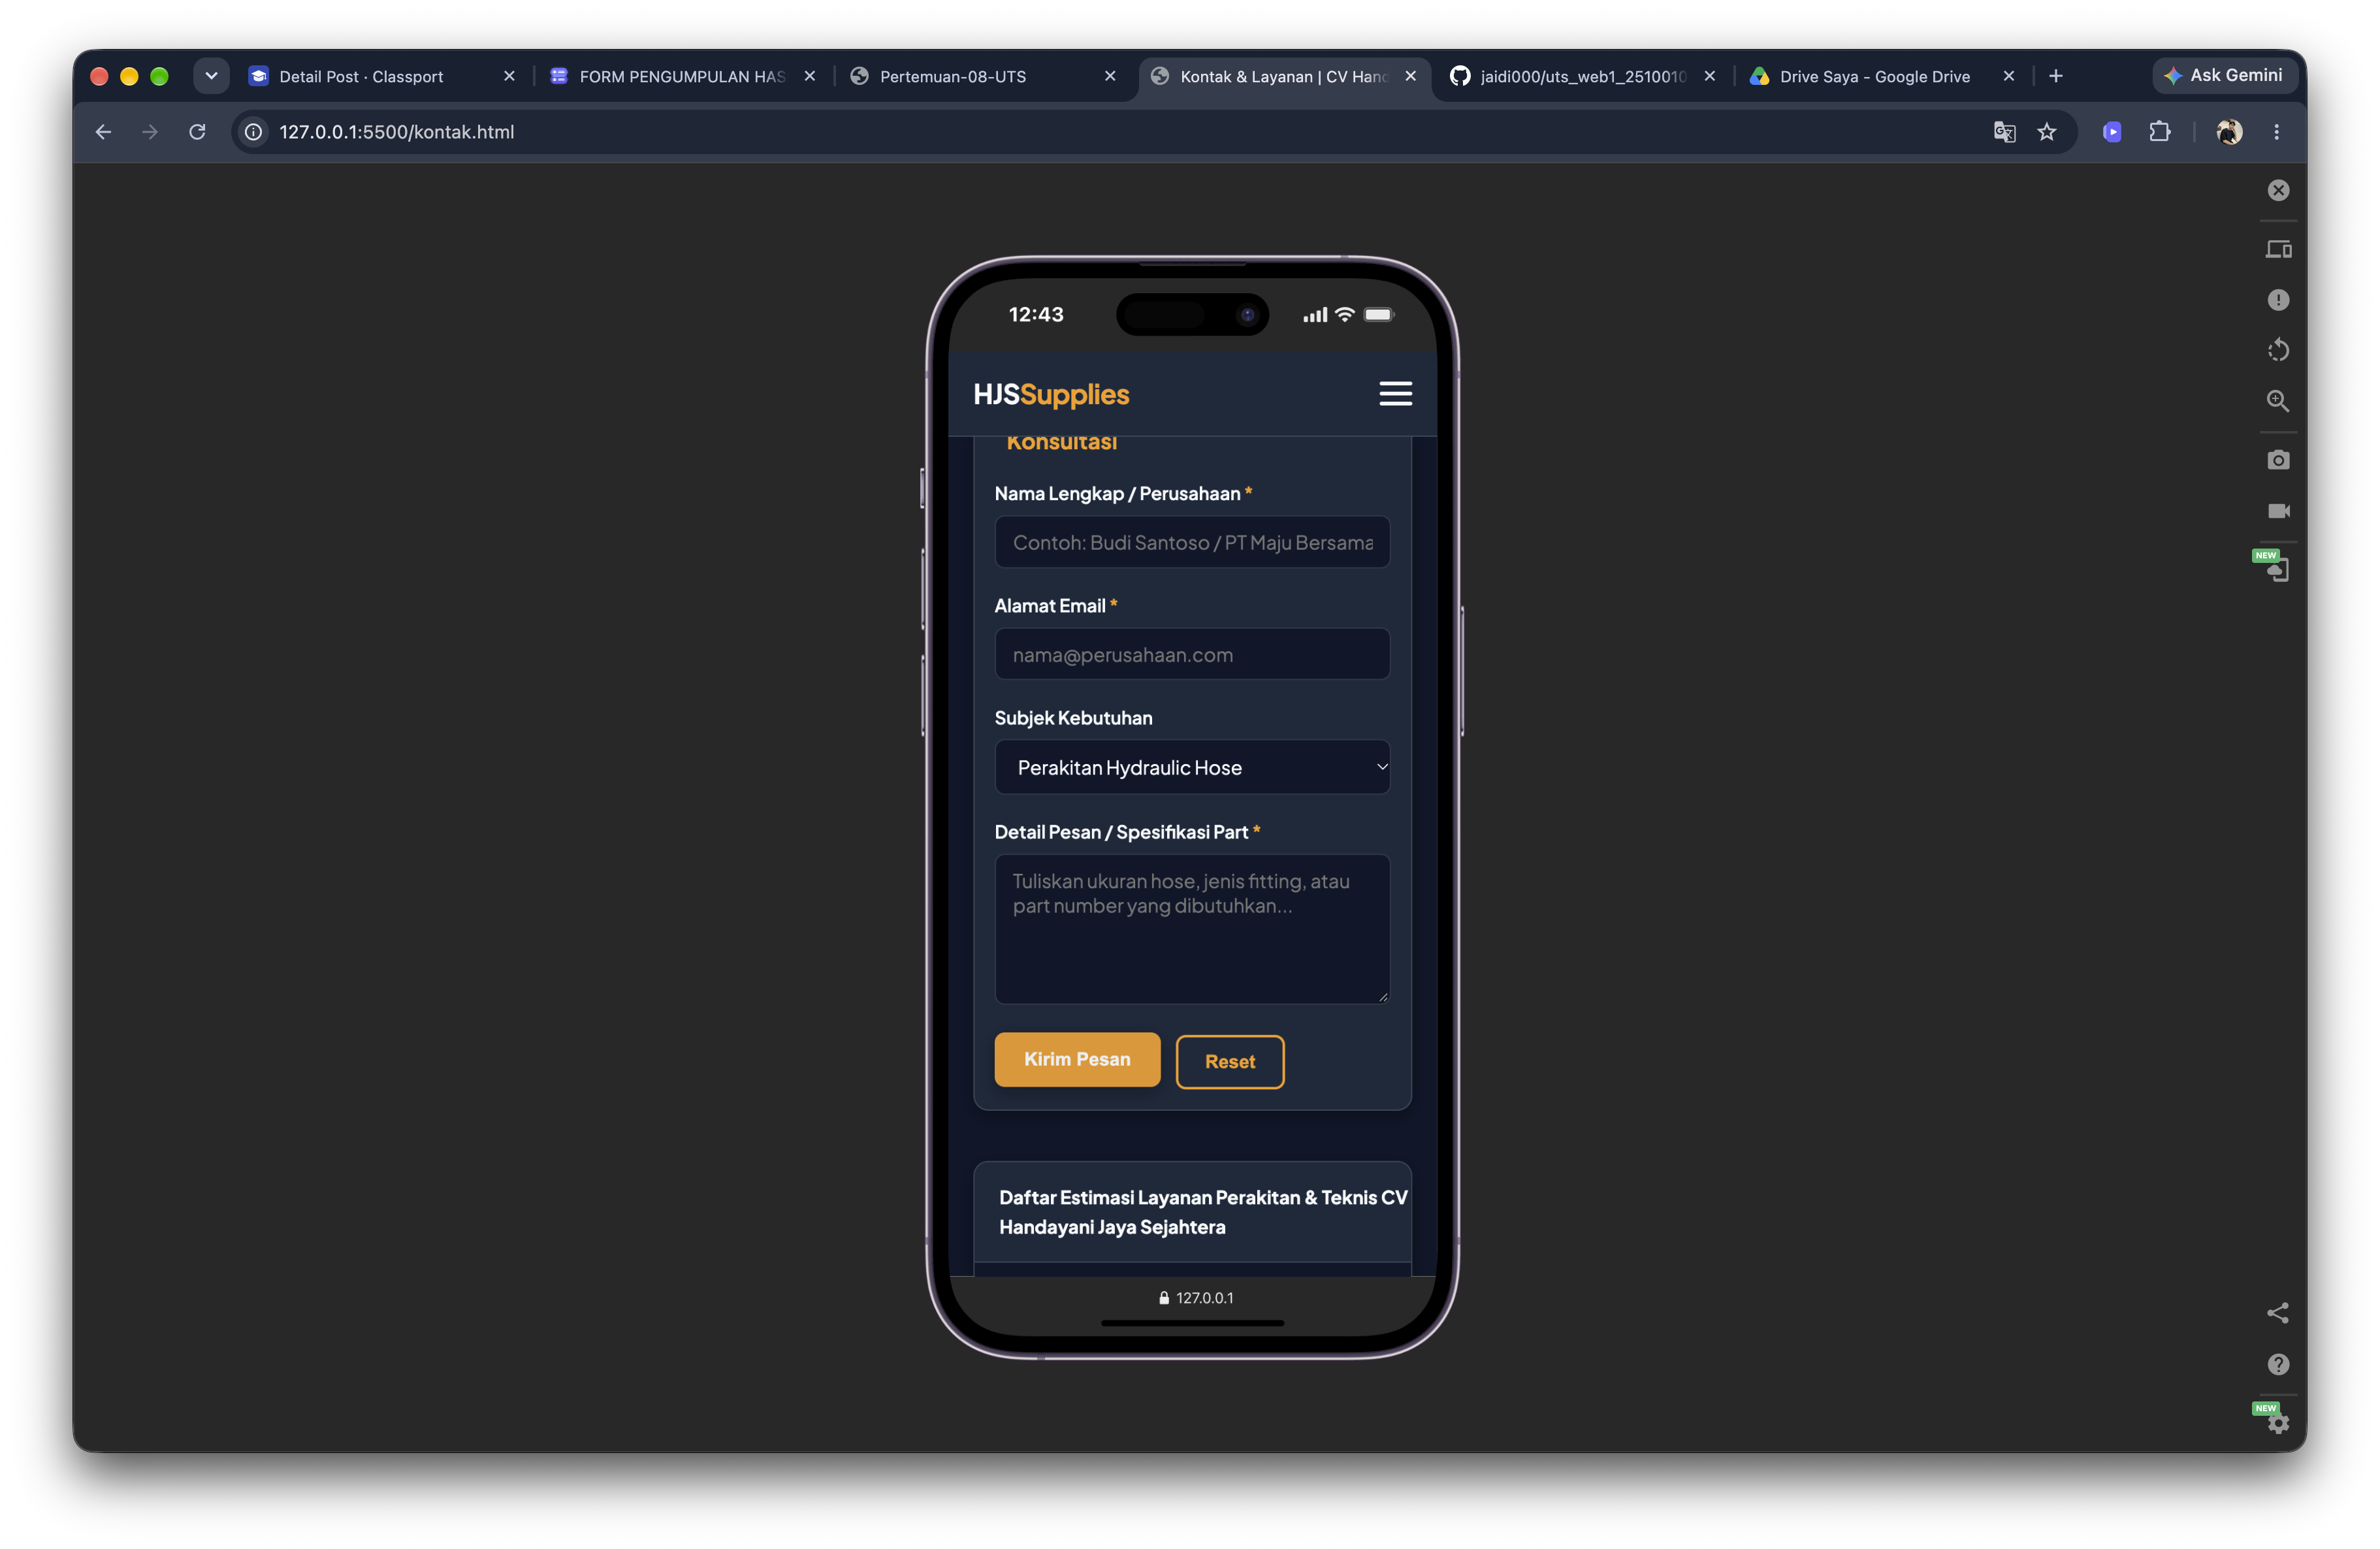 Detail Post · Classport
FORM PENGUMPULAN HAS
Pertemuan-08-UTS
Kontak & Layanan | CV Hand
jaidi000/uts_web1_2510010
Drive Saya - Google Drive
Ask Gemini
127.0.0.1:5500/kontak.html
12:43
HJSSupplies
Konsultasi
Nama Lengkap / Perusahaan *
Contoh: Budi Santoso / PT Maju Bersama
Alamat Email *
nama@perusahaan.com
Subjek Kebutuhan
Perakitan Hydraulic Hose
Detail Pesan / Spesifikasi Part *
Tuliskan ukuran hose, jenis fitting, atau
part number yang dibutuhkan...
Kirim Pesan
Reset
Daftar Estimasi Layanan Perakitan & Teknis CV
Handayani Jaya Sejahtera
127.0.0.1
NEW
NEW